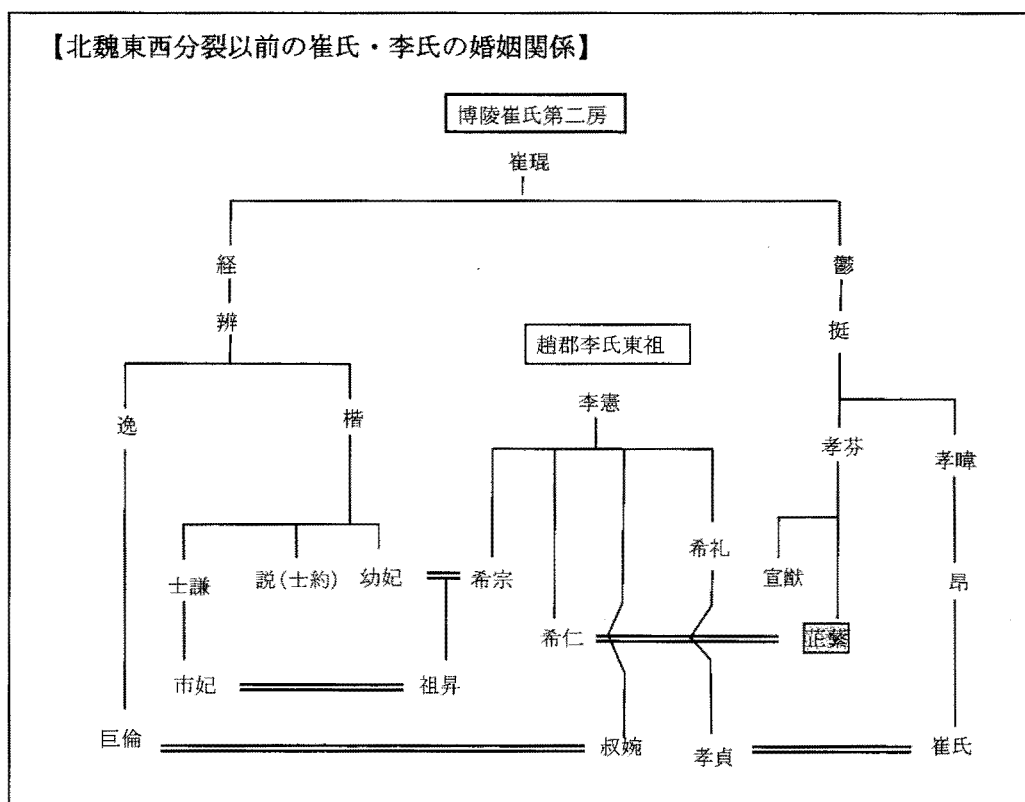 【北魏東西分裂以前の崔氏・李氏の婚姻関係】
博陵崔氏第二房
崔琨
経
鬱
辨
挺
趙郡李氏東祖
李憲
逸
楷
孝芬
孝暐
士謙
説(士約)
幼妃
希宗
希礼
宣猷
昂
希仁
芷蘩
市妃
祖昇
巨倫
叔婉
孝貞
崔氏